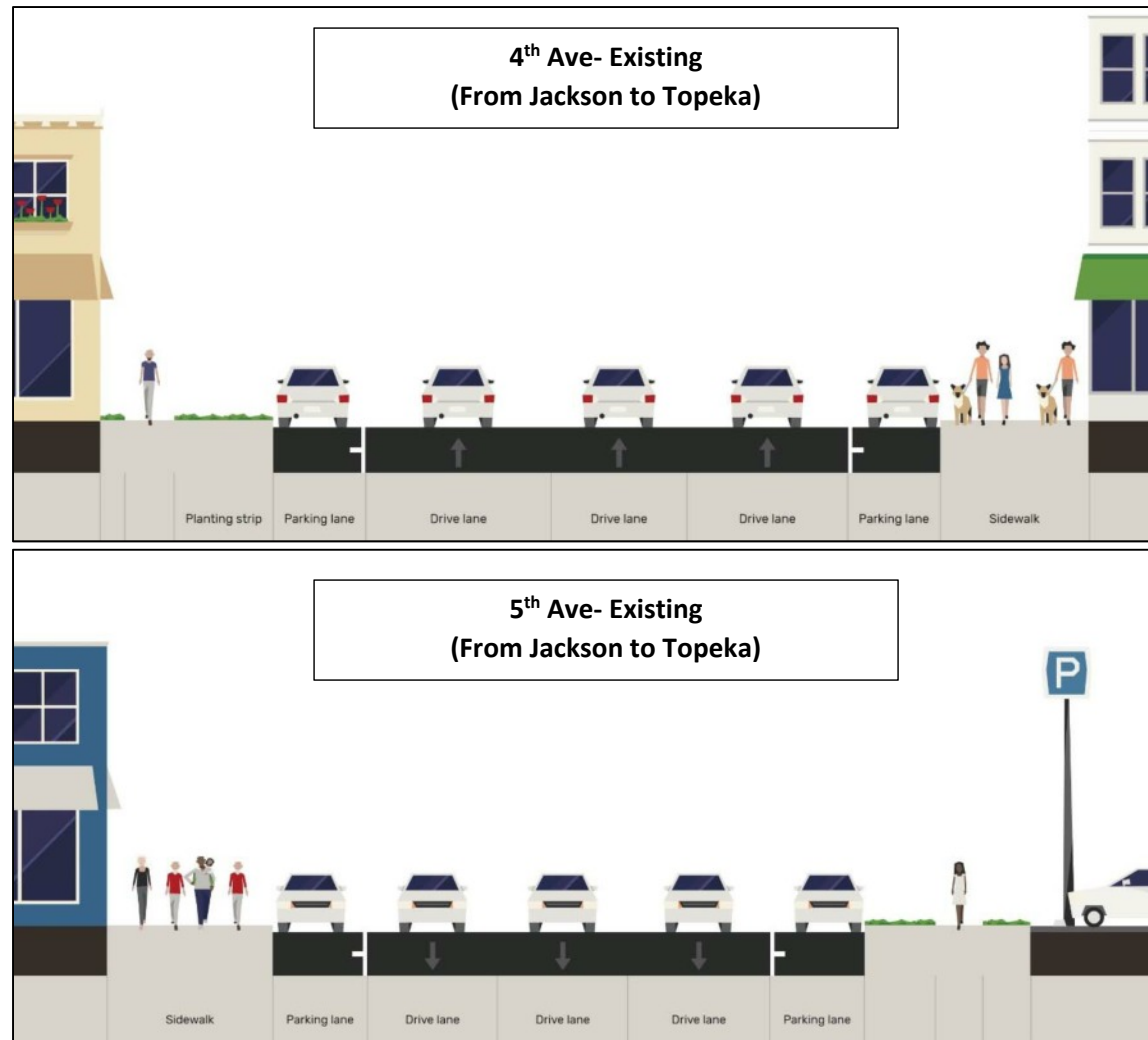 4th Ave- Existing
(From Jackson to Topeka)
Planting strip Parking lane Drive lane Drive lane Drive lane Parking lane Sidewalk
5th Ave- Existing
(From Jackson to Topeka)
P
Sidewalk Parking lane Drive lane Drive lane Drive lane Parking lane